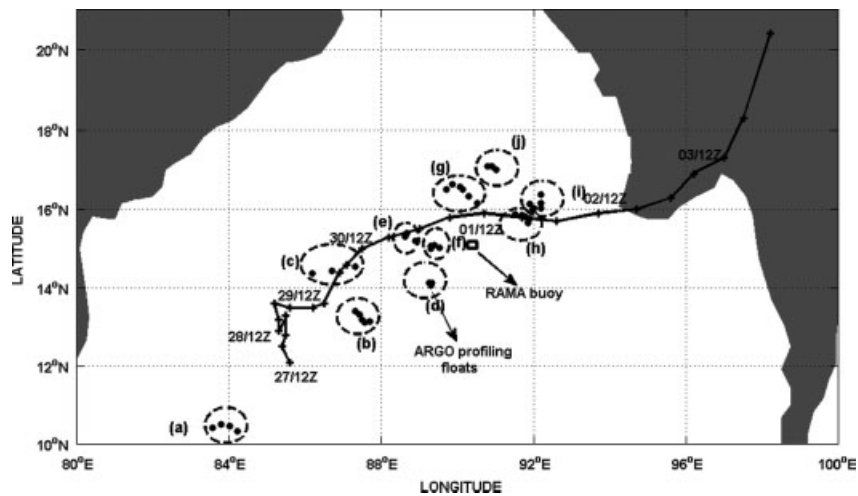 20°N
18°N
16°N
14°N
12°N
10°N
LATITUDE
80°E
84°E
88°E
92°E
96°E
100°E
LONGITUDE
(j)
(g)
03/12Z
(i)
02/12Z
(e)
01/12Z
30/12Z
(f)
(h)
(c)
RAMA buoy
29/12Z
(d)
28/12Z
(b)
ARGO profiling
floats
27/12Z
(a)